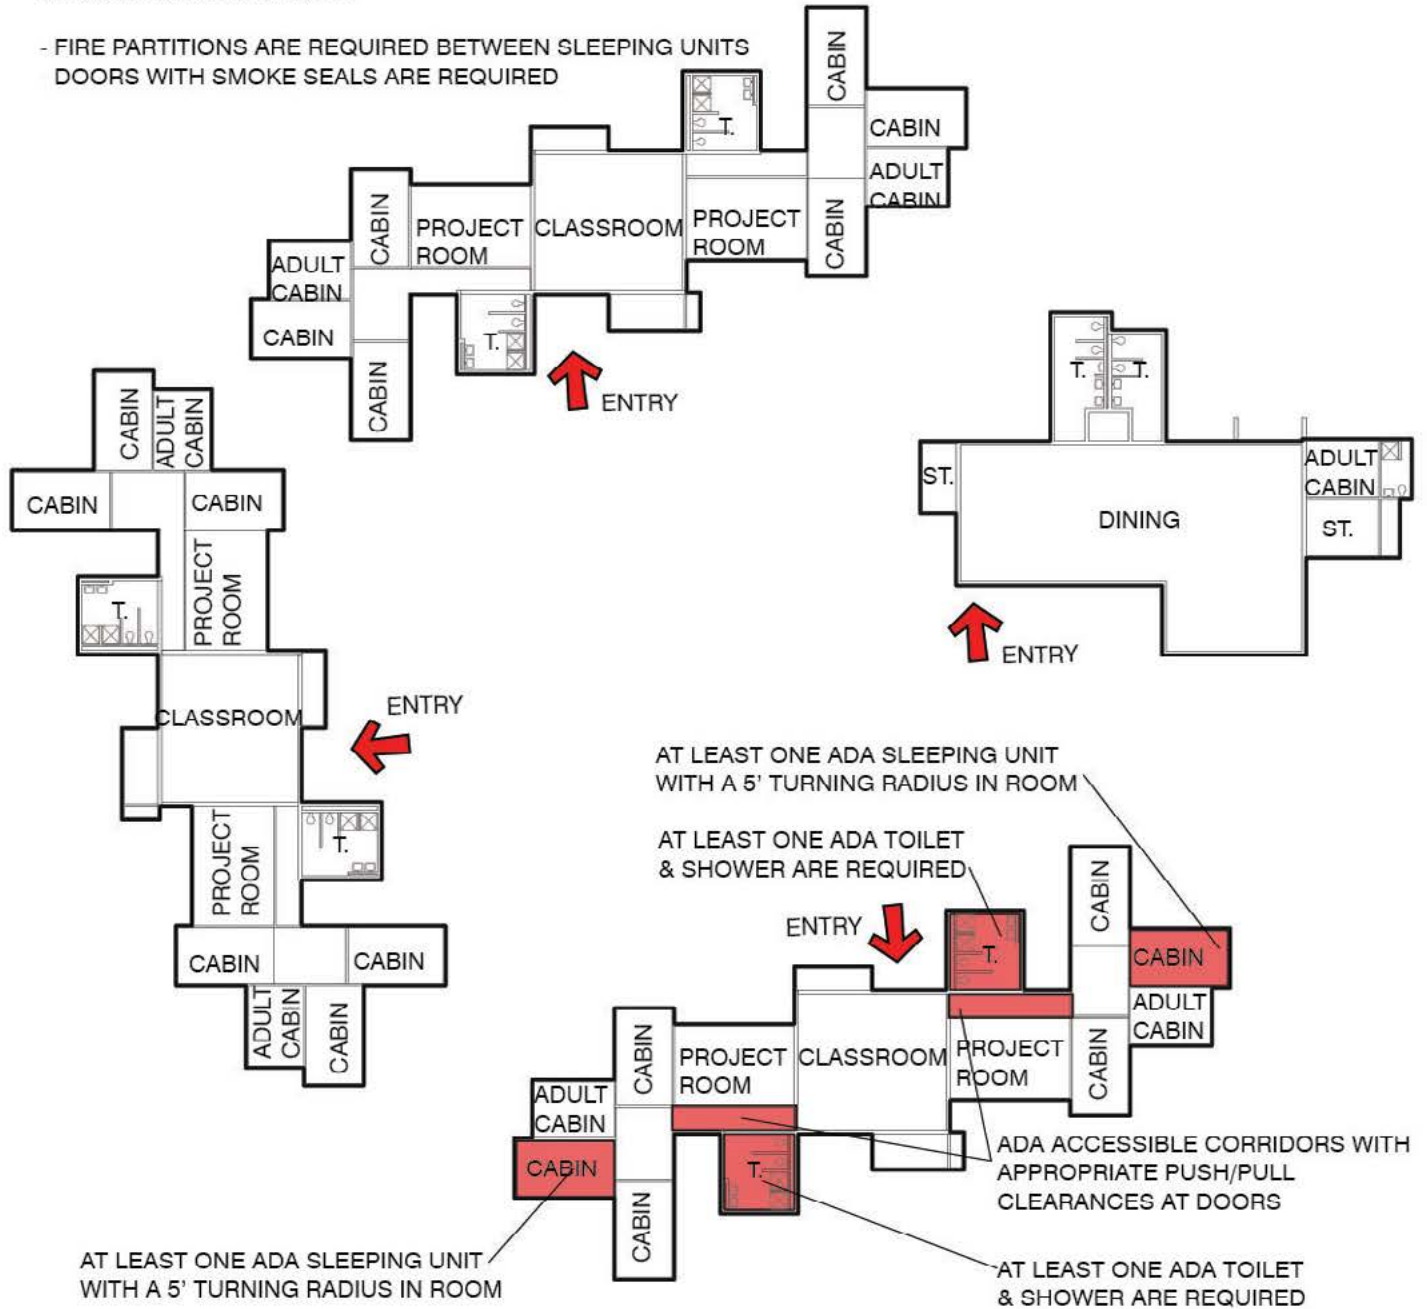 - FIRE PARTITIONS ARE REQUIRED BETWEEN SLEEPING UNITS
DOORS WITH SMOKE SEALS ARE REQUIRED
CABIN
T.
CABIN
ADULT
CABIN
CABIN
PROJECT
ROOM
CLASSROOM
PROJECT
ROOM
CABIN
ADULT
CABIN
CABIN
T.
CABIN
ENTRY
CABIN
ADULT
CABIN
CABIN
CABIN
PROJECT
ROOM
T.
CLASSROOM
ENTRY
PROJECT
ROOM
T.
CABIN
CABIN
ADULT
CABIN
CABIN
T.
T.
ST.
ADULT
CABIN
DINING
ST.
ENTRY
AT LEAST ONE ADA SLEEPING UNIT
WITH A 5' TURNING RADIUS IN ROOM
AT LEAST ONE ADA TOILET
& SHOWER ARE REQUIRED
ENTRY
T.
CABIN
CABIN
ADULT
CABIN
CABIN
PROJECT
ROOM
CLASSROOM
PROJECT
ROOM
CABIN
ADULT
CABIN
CABIN
T.
CABIN
ADA ACCESSIBLE CORRIDORS WITH
APPROPRIATE PUSH/PULL
CLEARANCES AT DOORS
AT LEAST ONE ADA SLEEPING UNIT
WITH A 5' TURNING RADIUS IN ROOM
AT LEAST ONE ADA TOILET
& SHOWER ARE REQUIRED